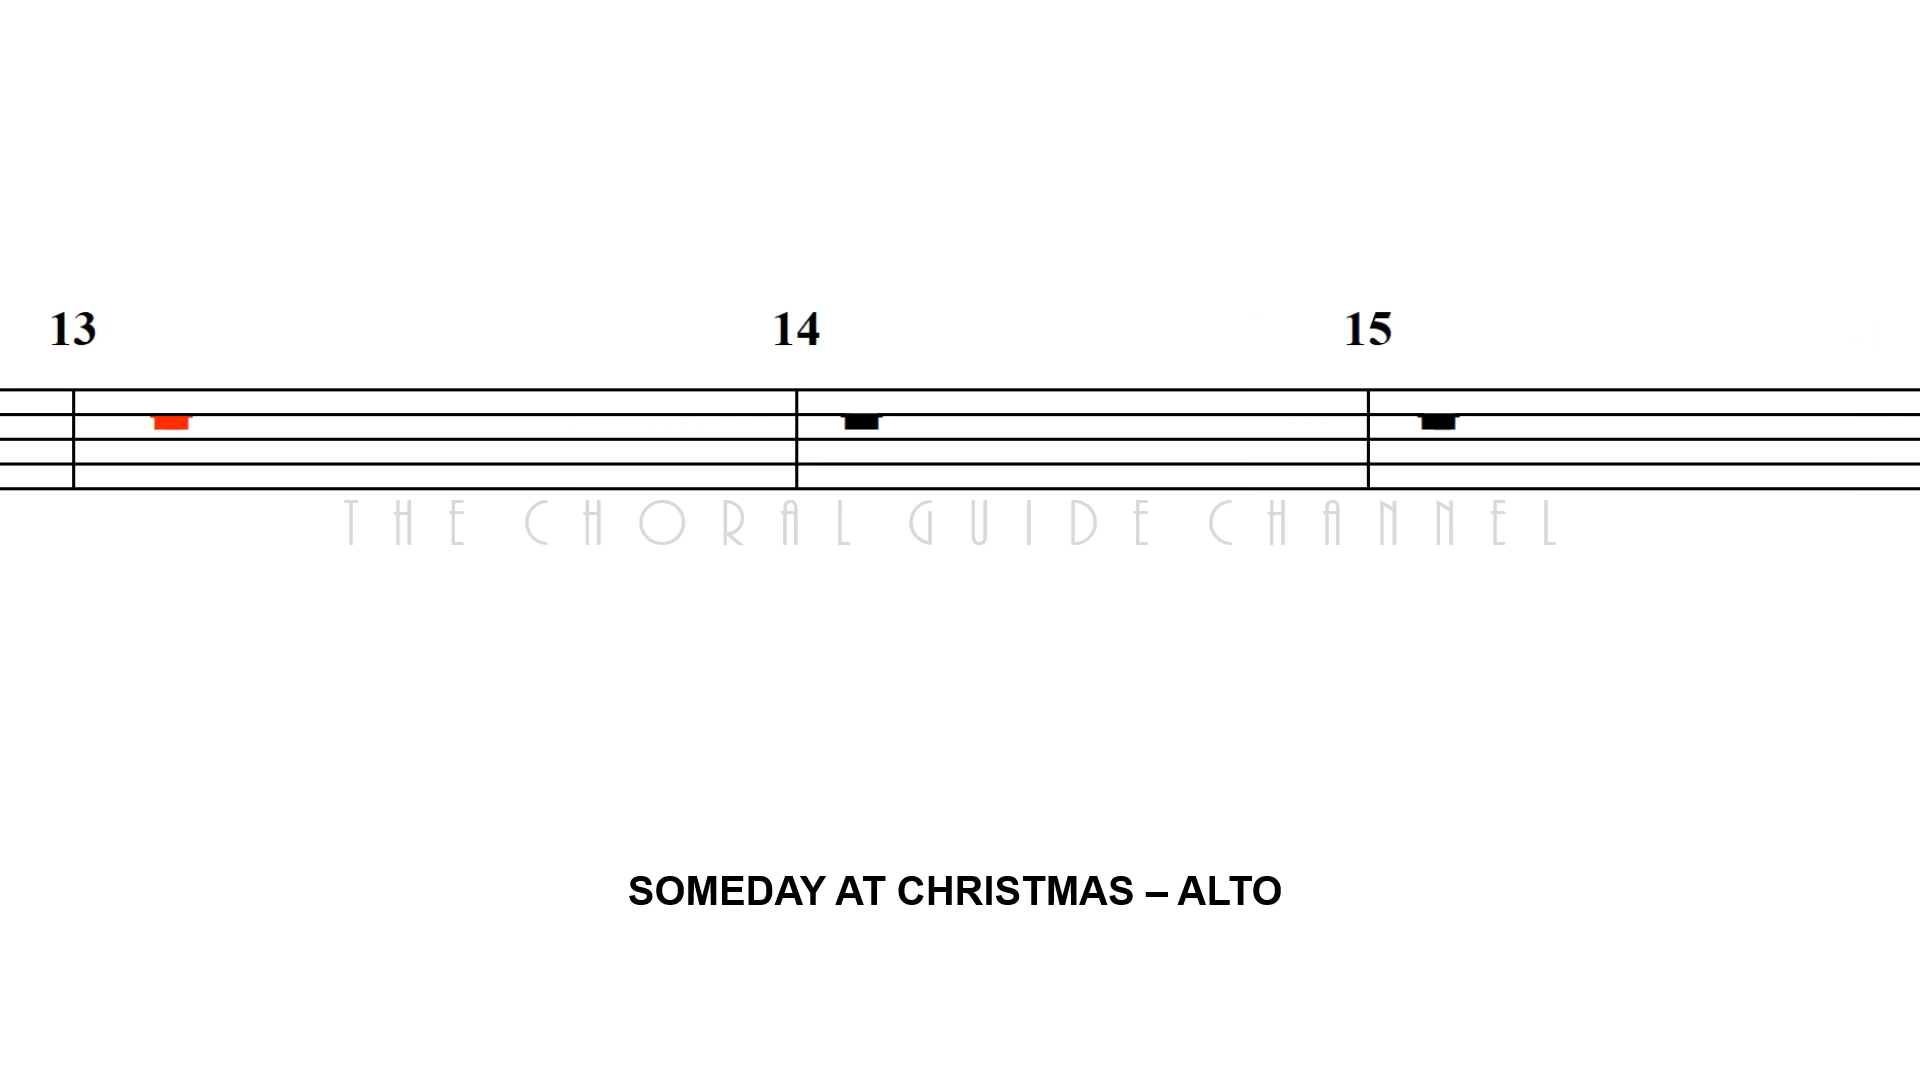 13 14 15
THE CHORAL GUIDE CHANNEL
SOMEDAY AT CHRISTMAS – ALTO